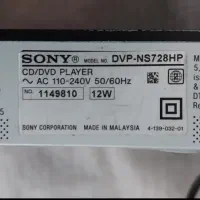 SONY® MODEL NO. DVP-NS728HP
CD/DVD PLAYER
~ AC 110-240V 50/60Hz
NO. 1149810 12W
SONY CORPORATION MADE IN MALAYSIA 4-139-032-01